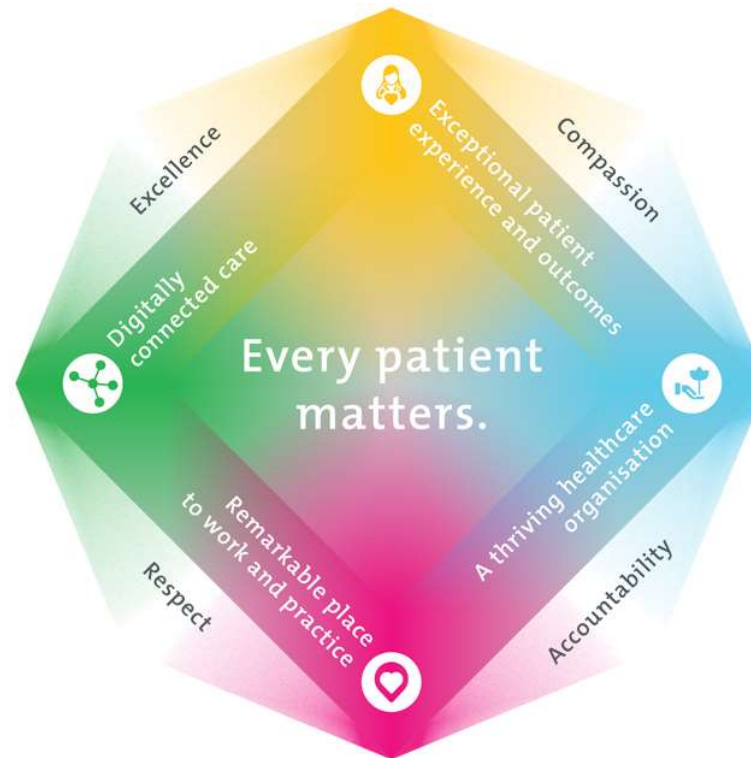 Excellence
Compassion
Exceptional patient
experience and outcomes
Digitally
connected care
Every patient
matters.
Remarkable place
to work and practice
A thriving healthcare
organisation
Respect
Accountability